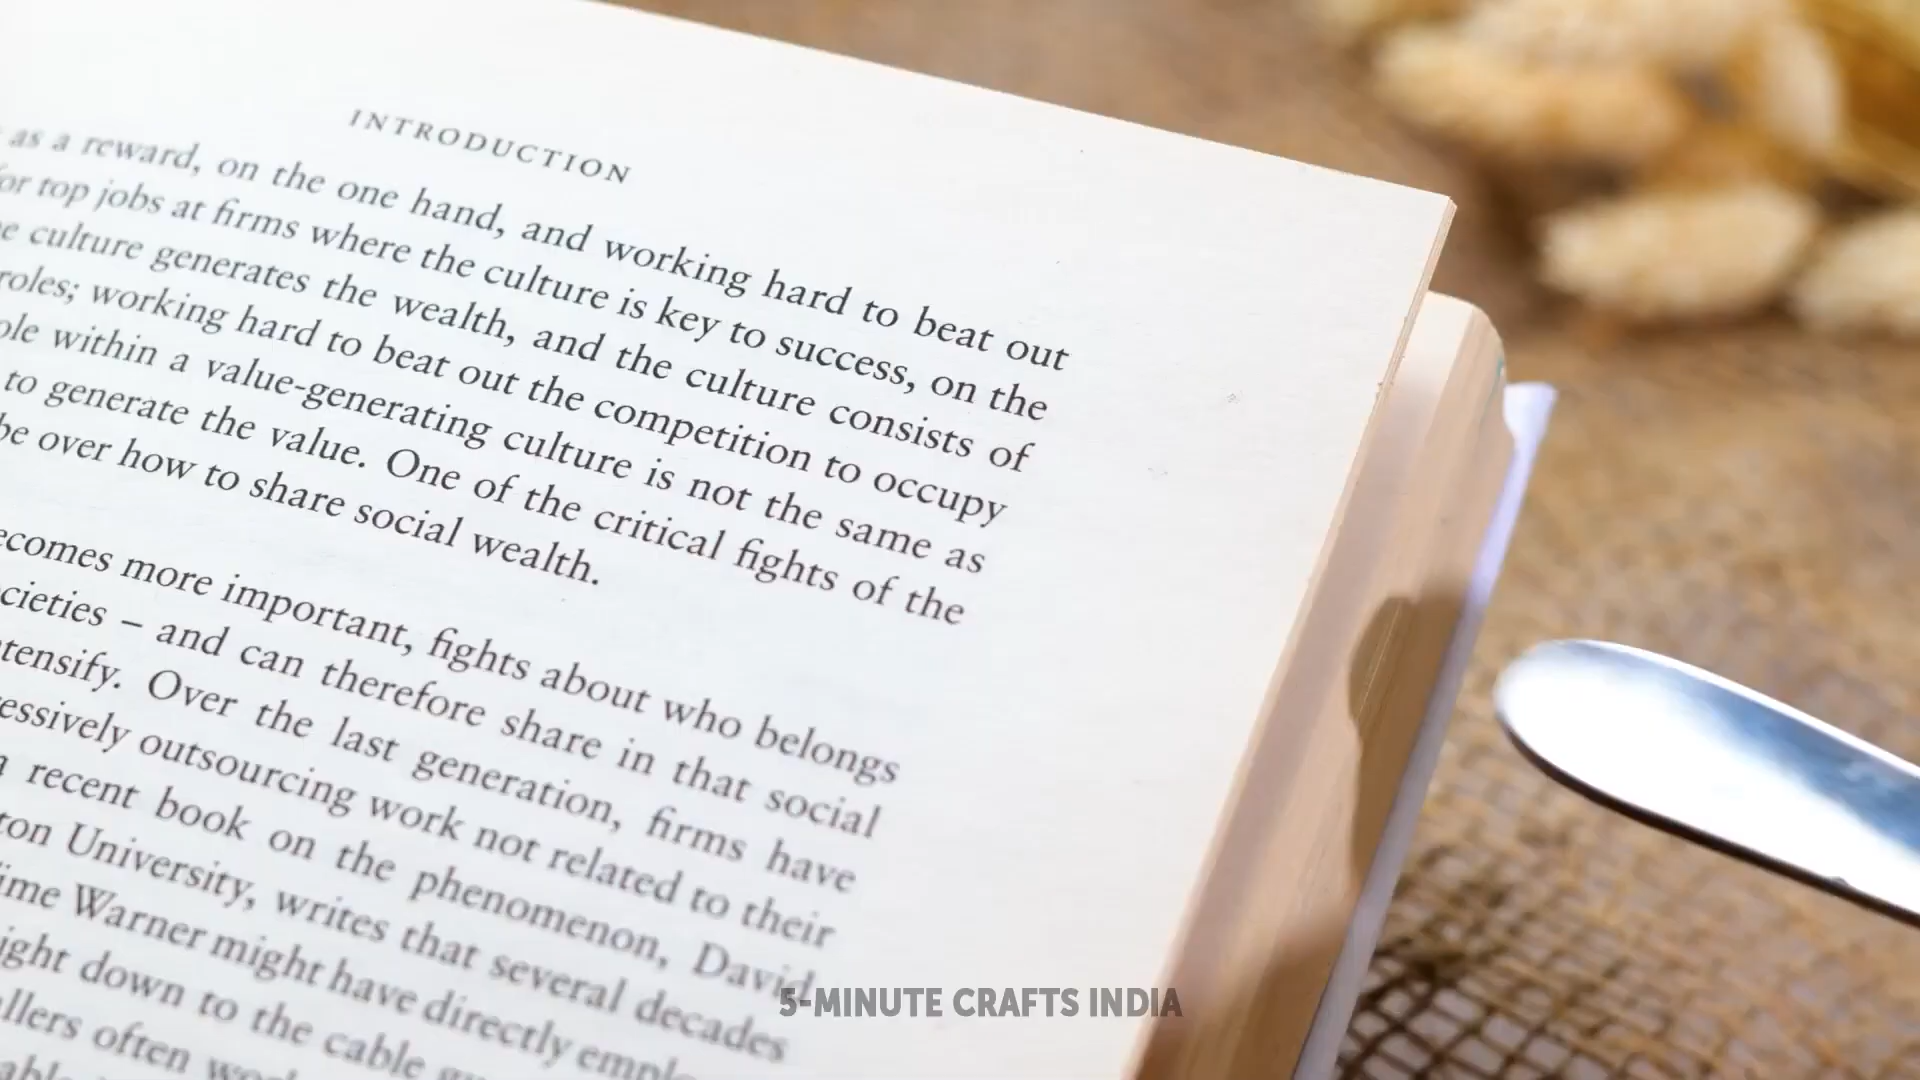 INTRODUCTION
as a reward, on the one hand, and working hard to beat out
for top jobs at firms where the culture is key to success, on the
culture generates the wealth, and the culture consists of
roles; working hard to beat out the competition to occupy
within a value-generating culture is not the same as
to generate the value. One of the critical fights of the
be over how to share social wealth.
ecomes more important, fights about who belongs
cieties – and can therefore share in that social
tensify. Over the last generation, firms have
essively outsourcing work not related to their
recent book on the phenomenon, David
ton University, writes that several decades
ime Warner might have directly emplo
ight down to the cable
llers often
5-MINUTE CRAFTS INDIA